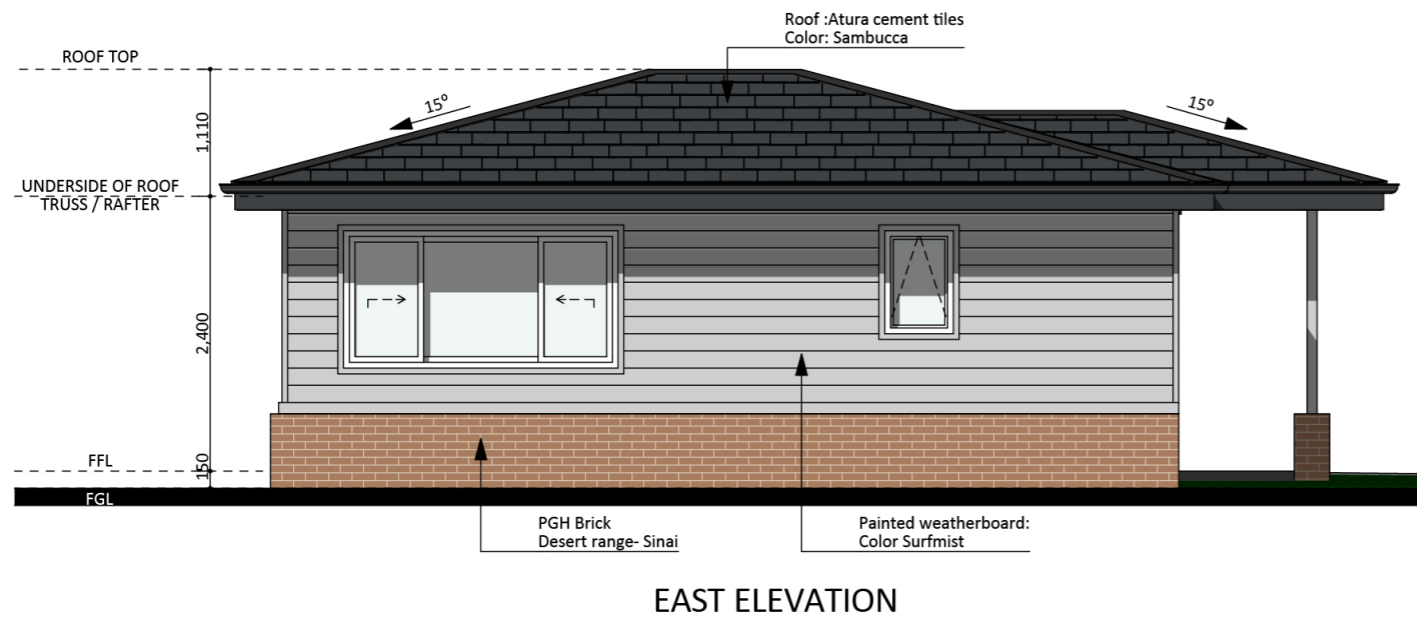 Roof :Atura cement tiles
Color: Sambucca
ROOF TOP
15°
15°
1,110
UNDERSIDE OF ROOF
TRUSS / RAFTER
2,400
FFL
150
FGL
PGH Brick
Desert range- Sinai
Painted weatherboard:
Color Surfmist
EAST ELEVATION